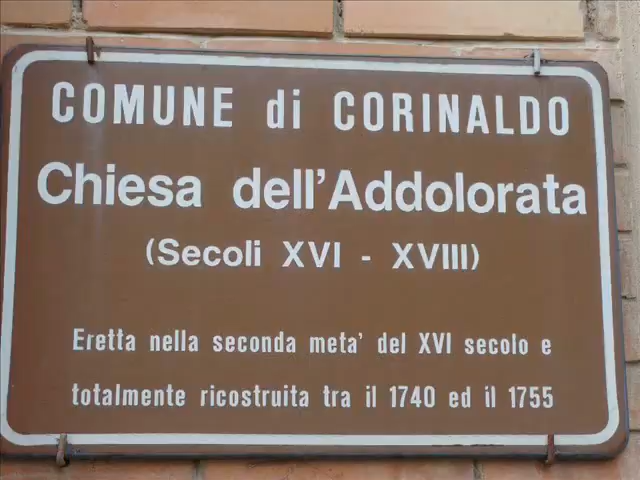 COMUNE di CORINALDO
Chiesa dell'Addolorata
(Secoli XVI - XVIII)
Eretta nella seconda meta' del XVI secolo e
totalmente ricostruita tra il 1740 ed il 1755